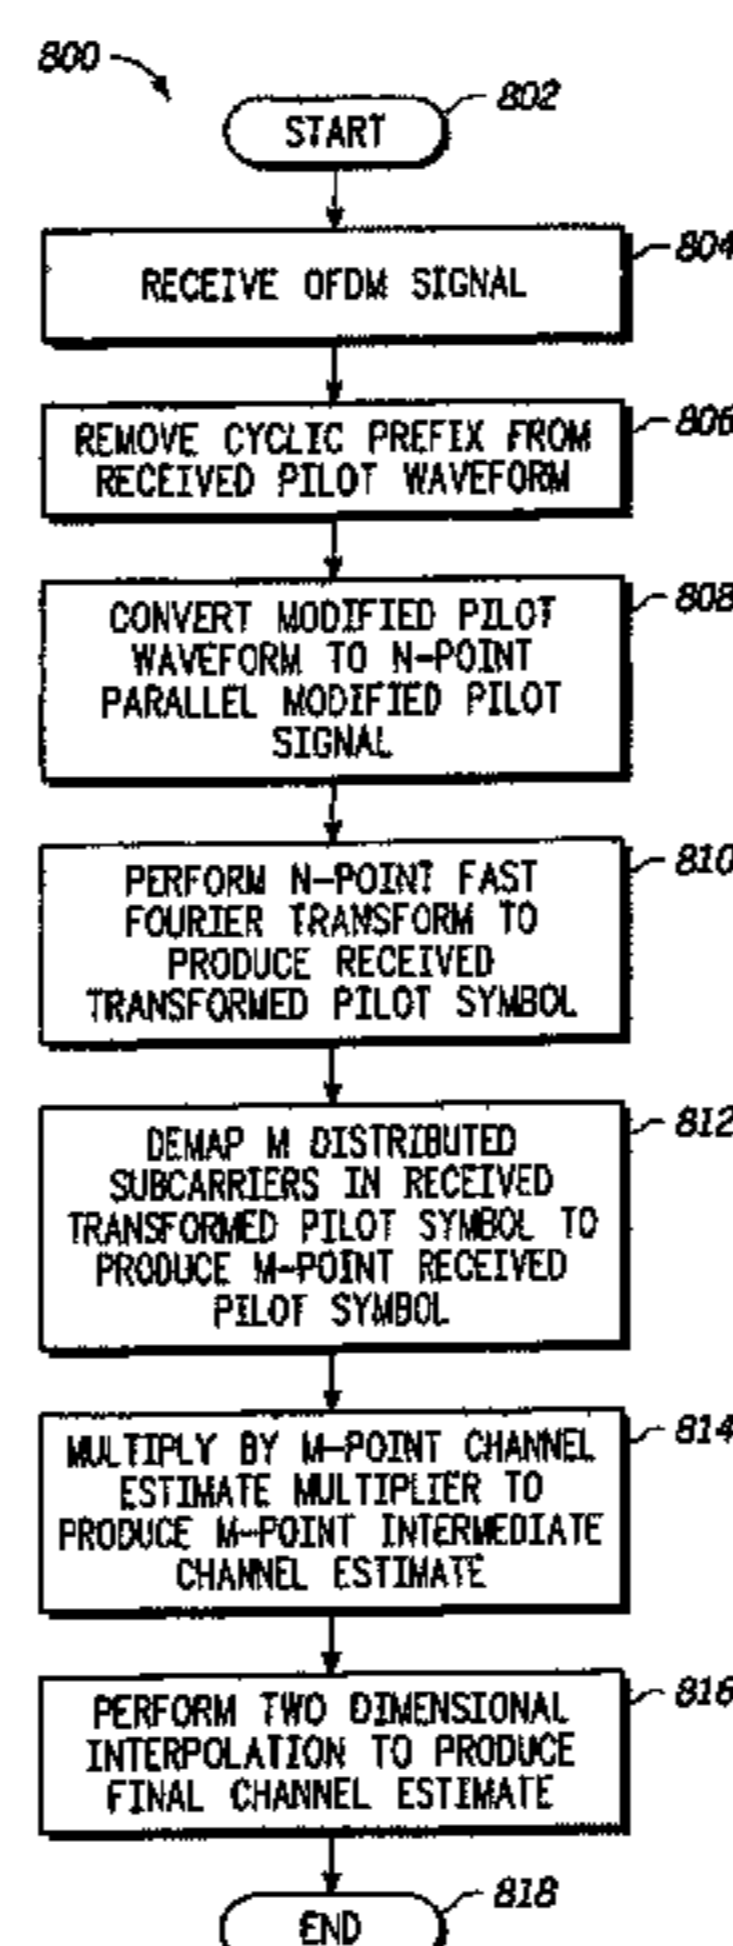 800
802
START
804
RECEIVE OFDM SIGNAL
806
REMOVE CYCLIC PREFIX FROM
RECEIVED PILOT WAVEFORM
808
CONVERT MODIFIED PILOT
WAVEFORM TO N-POINT
PARALLEL MODIFIED PILOT
SIGNAL
810
PERFORM N-POINT FAST
FOURIER TRANSFORM TO
PRODUCE RECEIVED
TRANSFORMED PILOT SYMBOL
812
DEMAP M DISTRIBUTED
SUBCARRIERS IN RECEIVED
TRANSFORMED PILOT SYMBOL TO
PRODUCE M-POINT RECEIVED
PILOT SYMBOL
814
MULTIPLY BY M-POINT CHANNEL
ESTIMATE MULTIPLIER TO
PRODUCE M-POINT INTERMEDIATE
CHANNEL ESTIMATE
816
PERFORM TWO DIMENSIONAL
INTERPOLATION TO PRODUCE
FINAL CHANNEL ESTIMATE
818
END